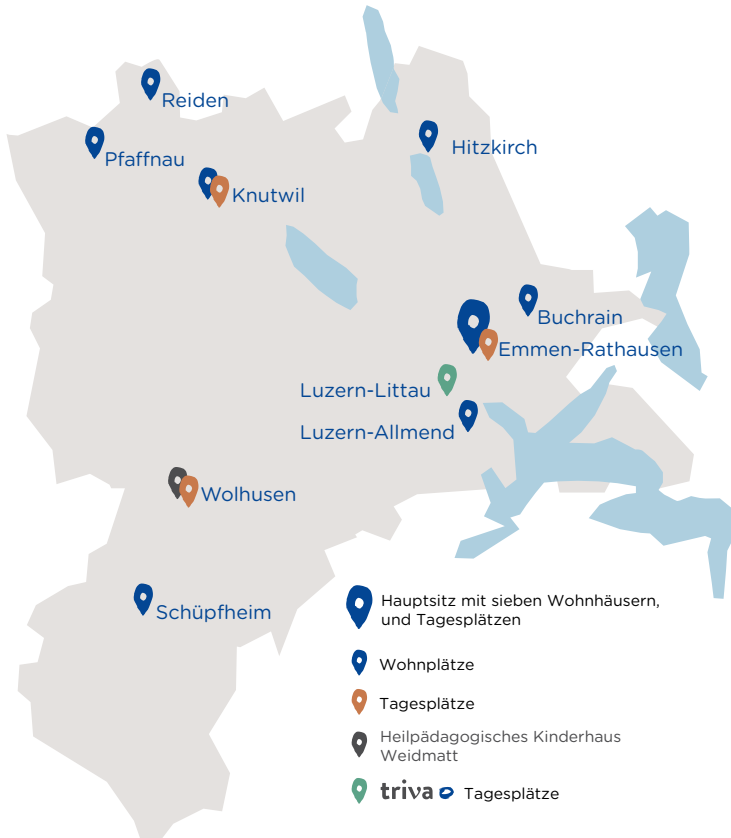 Reiden
Pfaffnau
Hitzkirch
Knutwil
Buchrain
Emmen-Rathausen
Luzern-Littau
Luzern-Allmend
Wolhusen
Schüpfheim
Hauptsitz mit sieben Wohnhäusern,
und Tagesplätzen
Wohnplätze
Tagesplätze
Heilpädagogisches Kinderhaus
Weidmatt
triva Tagesplätze